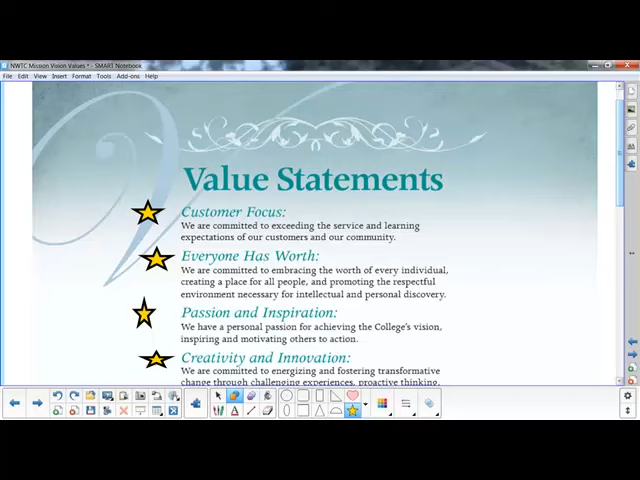 NWTC Mission Vision Values * - SMART Notebook
File Edit View Insert Format Tools Add-ons Help
Value Statements
Customer Focus:
We are committed to exceeding the service and learning
expectations of our customers and our community.
Everyone Has Worth:
We are committed to embracing the worth of every individual,
creating a place for all people, and promoting the respectful
environment necessary for intellectual and personal discovery.
Passion and Inspiration:
We have a personal passion for achieving the College's vision,
inspiring and motivating others to action.
Creativity and Innovation:
We are committed to energizing and fostering transformative
change through challenging experiences, proactive thinking,